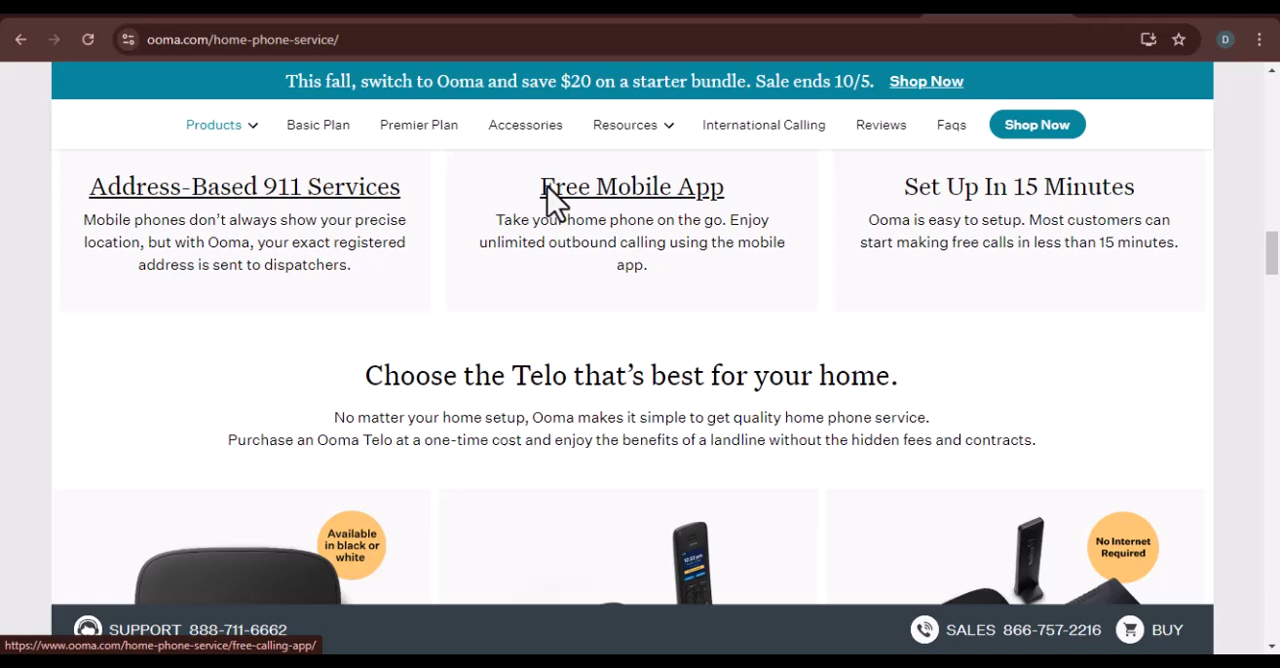 ooma.com/home-phone-service/
D
This fall, switch to Ooma and save $20 on a starter bundle. Sale ends 10/5. Shop Now
Products Basic Plan Premier Plan Accessories Resources International Calling Reviews Faqs Shop Now
Address-Based 911 Services
Mobile phones don't always show your precise
location, but with Ooma, your exact registered
address is sent to dispatchers.
Free Mobile App
Take your home phone on the go. Enjoy
unlimited outbound calling using the mobile
app.
Set Up In 15 Minutes
Ooma is easy to setup. Most customers can
start making free calls in less than 15 minutes.
Choose the Telo that's best for your home.
No matter your home setup, Ooma makes it simple to get quality home phone service.
Purchase an Ooma Telo at a one-time cost and enjoy the benefits of a landline without the hidden fees and contracts.
Available
in black or
white
No Internet
Required
SUPPORT 888-711-6662
SALES 866-757-2216
BUY
https://www.ooma.com/home-phone-service/free-calling-app/